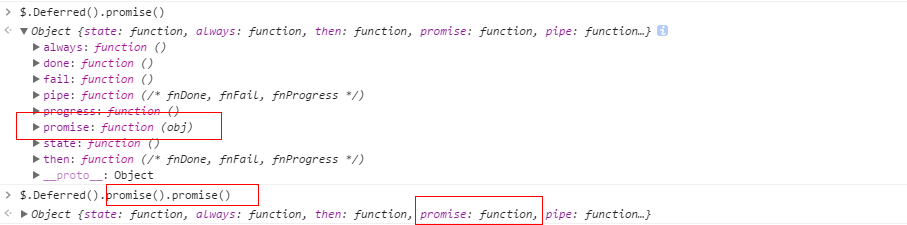 > $.Deferred().promise()
Object {state: function, always: function, then: function, promise: function, pipe: function…} i
always: function ()
done: function ()
fail: function ()
pipe: function (/* fnDone, fnFail, fnProgress */)
progress: function ()
promise: function (obj)
state: function ()
then: function (/* fnDone, fnFail, fnProgress */)
__proto__: Object
> $.Deferred().promise().promise()
Object {state: function, always: function, then: function, promise: function, pipe: function…}